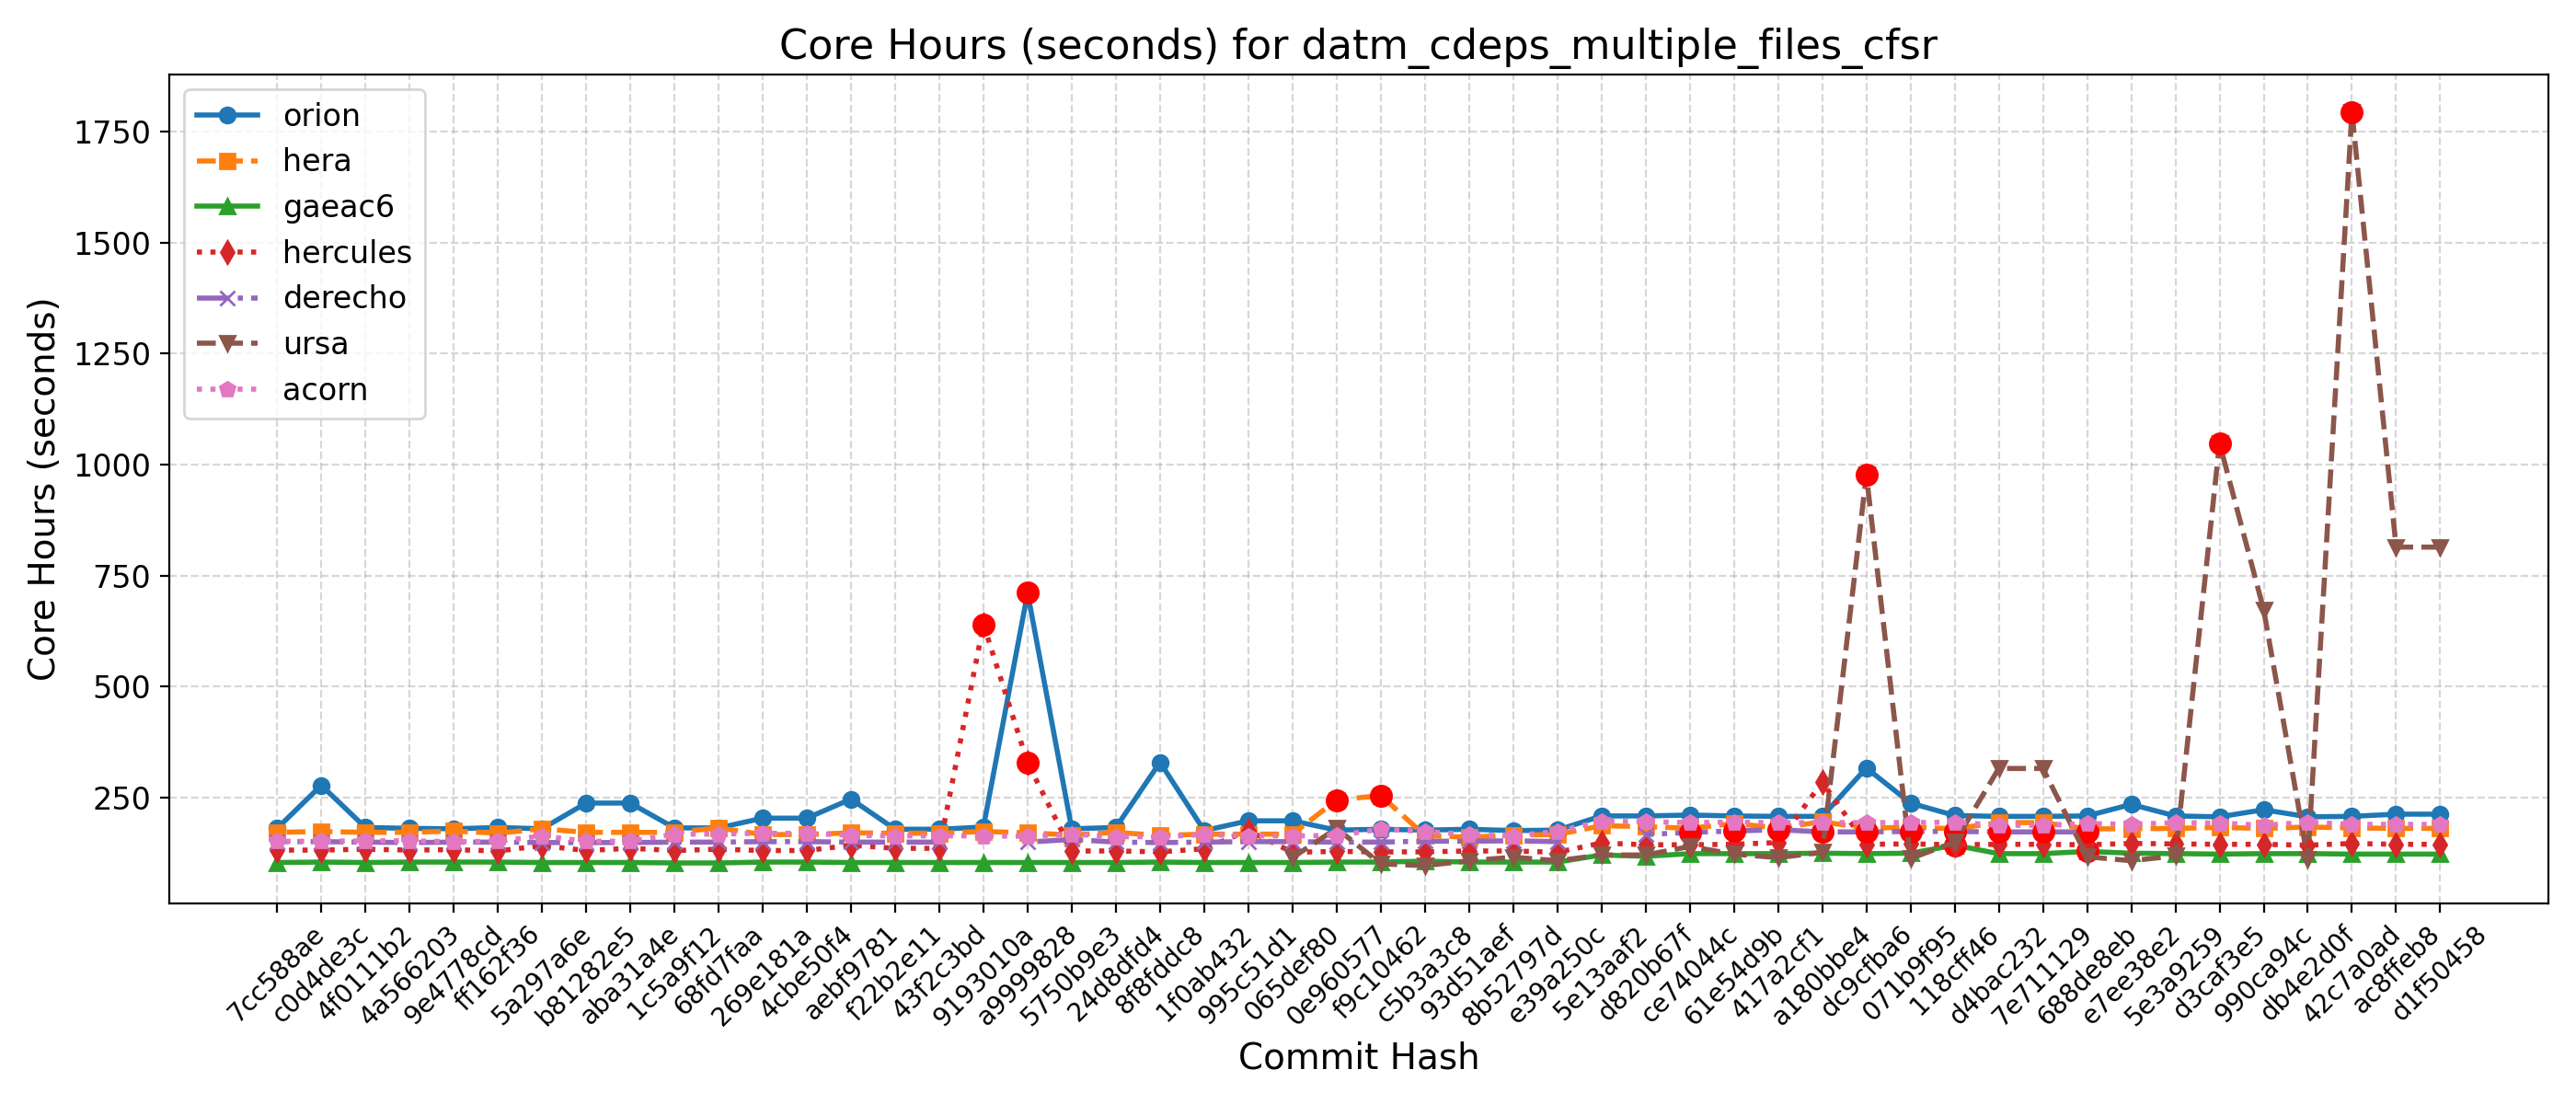 Core Hours (seconds) for datm_cdeps_multiple_files_cfsr
Core Hours (seconds)
1750
1500
1250
1000
750
500
250
orion
hera
gaeac6
hercules
derecho
ursa
acorn
7cc588ae
c0d4de3c
4f0111b2
4a566203
9e4778cd
ff162f36
5a297a6e
b81282e5
aba31a4e
1c5a9f12
68fd7faa
269e181a
4cbe50f4
aebf9781
f22b2e11
43f2c3bd
9193010a
a9999828
5750b9e3
24d8dfd4
8f8fddc8
1f0ab432
995c51d1
065def80
0e960577
f9c10462
c5b3a3c8
93d51aef
8b52797d
e39a250c
5e13aaf2
d820b67f
ce74044c
61e54d9b
417a2cf1
a180bbe4
dc9cfba6
071b9f95
118cff46
d4bac232
7e711129
688de8eb
e7ee38e2
5e3a9259
d3caf3e5
990ca94c
db4e2d0f
42c7a0ad
ac8ffeb8
d1f50458
Commit Hash